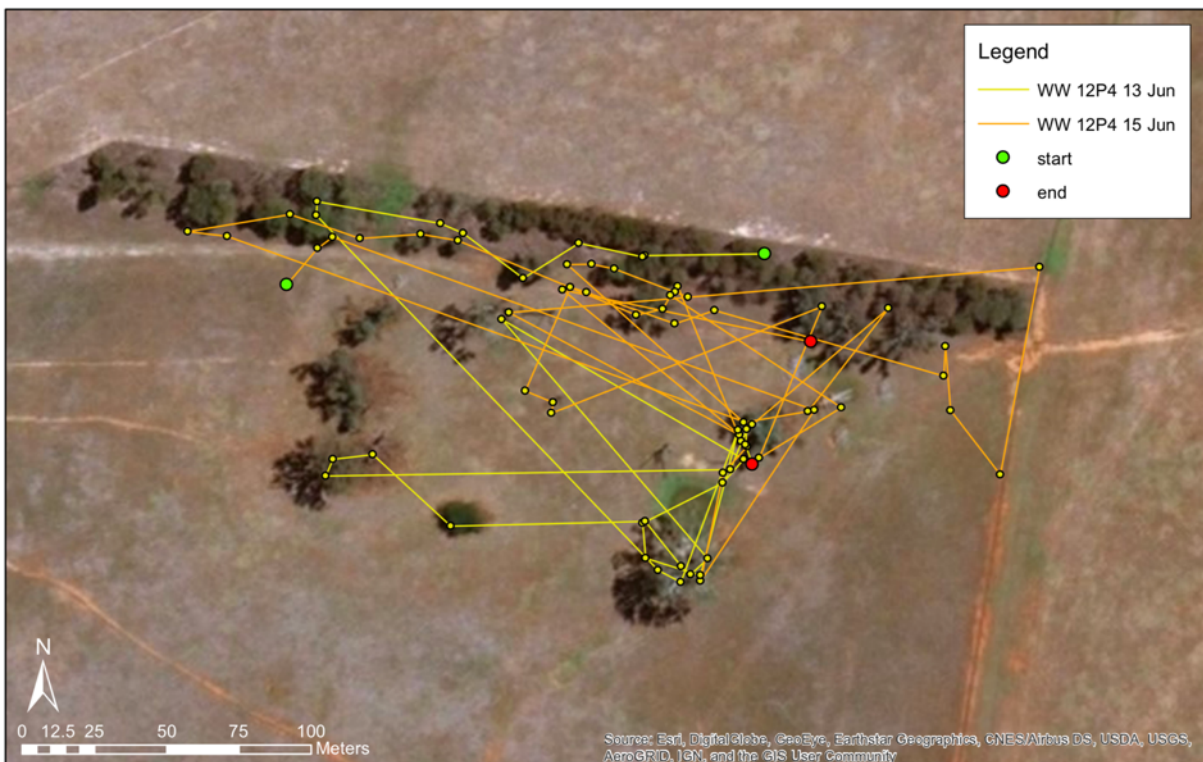 Legend
WW 12P4 13 Jun
WW 12P4 15 Jun
start
end
N
0 12.5 25 50 75 100
Meters
Source: Esri, DigitalGlobe, GeoEye, Earthstar Geographics, CNES/Airbus DS, USDA, USGS,
AeroGRID, IGN, and the GIS User Community